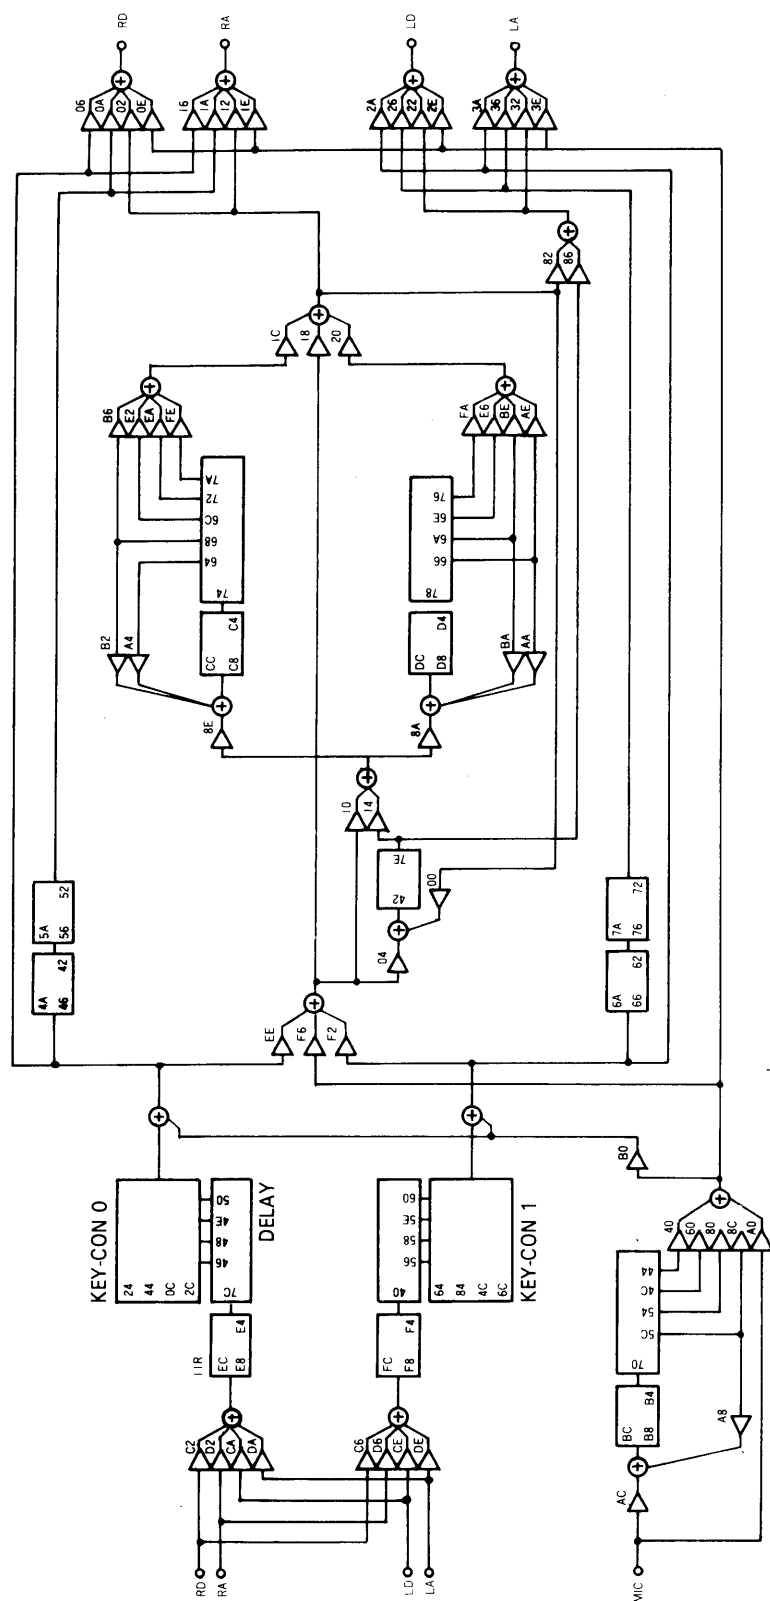 RD
RA
LD
LA
06
0A
02
0E
16
1A
12
1E
2A
26
22
2E
3A
36
32
3E
82
86
1C
18
20
B6
E2
EA
FE
FA
E6
BE
AE
7A
72
6C
68
64
74
76
6E
6A
66
78
B2
A4
CC
C4
C8
DC
D4
D8
BA
AA
8E
8A
10
14
7E
42
00
04
5A
52
56
4A
42
46
7A
72
76
6A
62
66
EE
F6
F2
KEY-CON 0
24
44
0C
2C
50
4E
48
46
7C
DELAY
60
5E
58
56
40
KEY-CON 1
64
84
4C
6C
B0
11R
EC
E4
E8
FC
F4
F8
40
60
80
8C
A0
44
4C
54
5C
70
BC
B4
B8
A8
AC
C2
D2
CA
DA
C6
D6
CE
DE
RD
RA
LD
LA
MIC